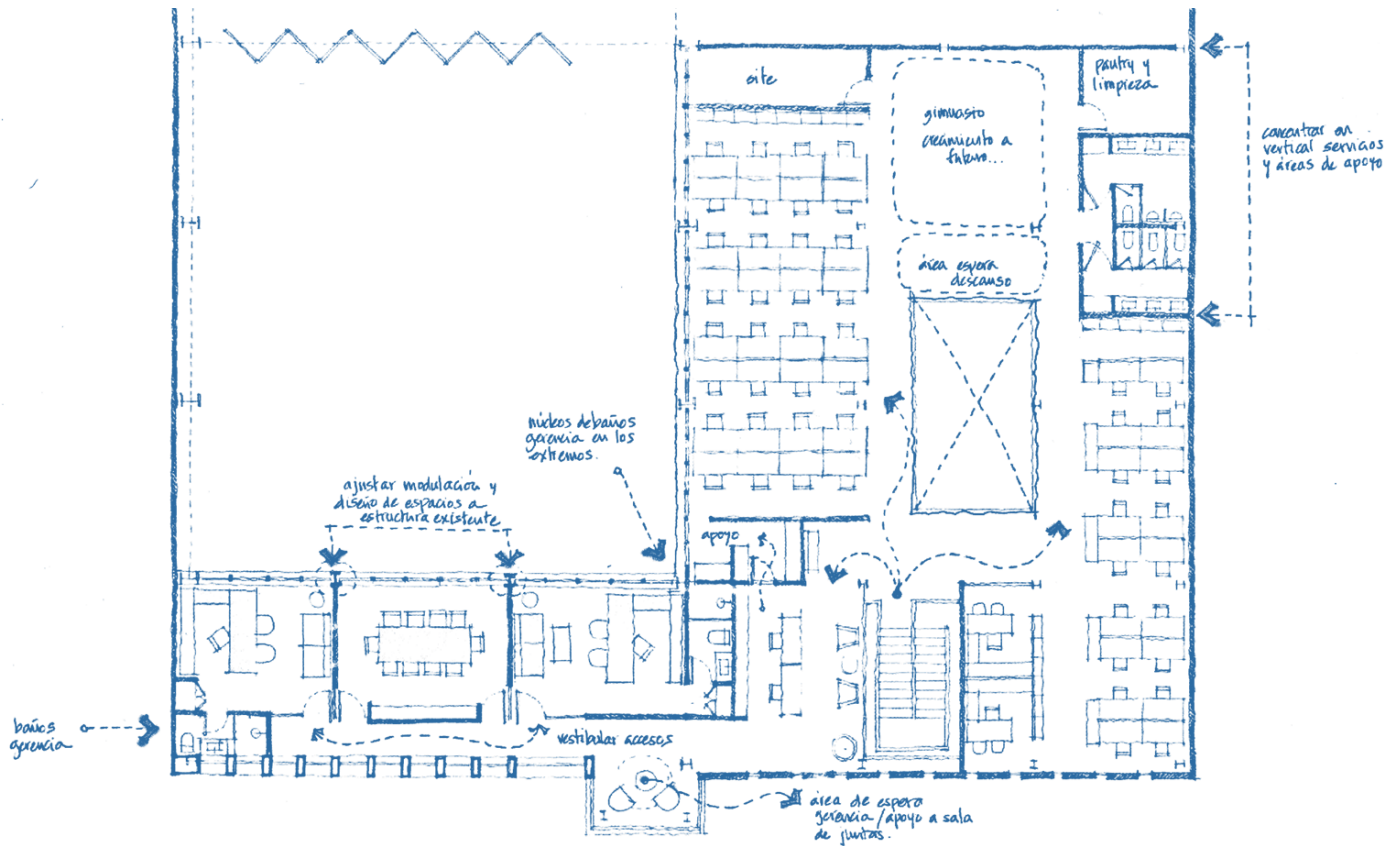 site
pantry y
limpieza
gimnasio
crecimiento a
futuro...
concentrar en
vertical servicios
y áreas de apoyo
área espera
descanso
núcleos de baños
gerencia en los
extremos.
ajustar modulación y
diseño de espacios a
estructura existente
apoyo
baños
gerencia
vestibular accesos
área de espera
gerencia / apoyo a sala
de juntas.